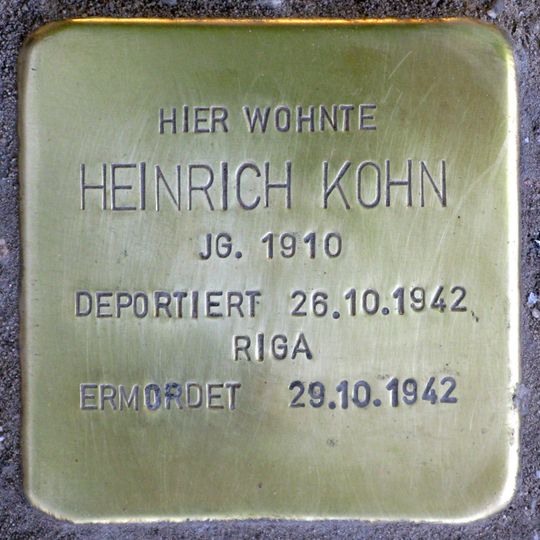 HIER WOHNTE
HEINRICH KOHN
JG. 1910
DEPORTIERT 26.10.1942
RIGA
ERMORDET 29.10.1942